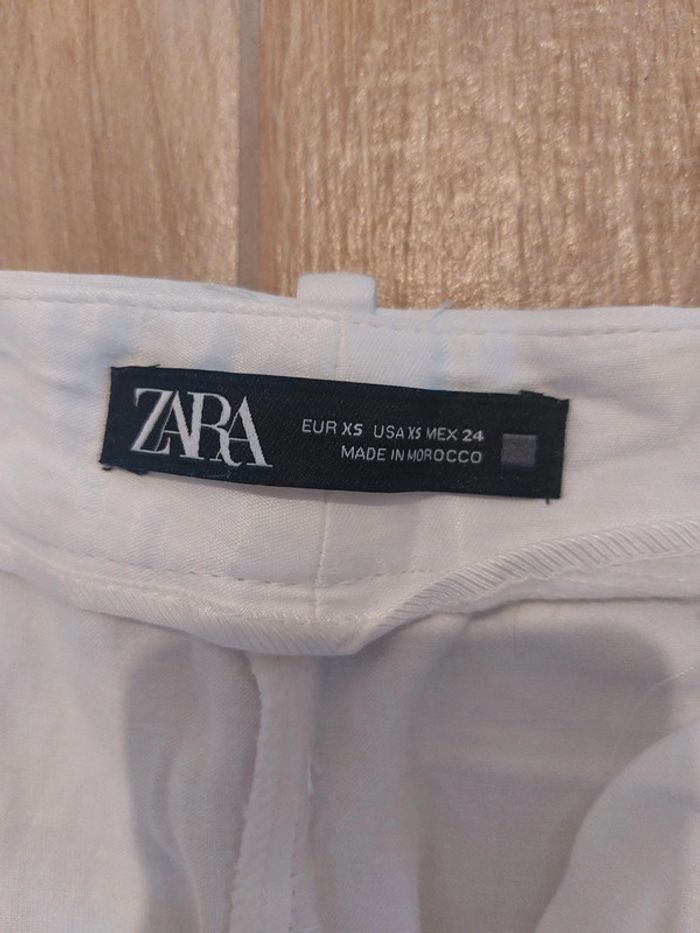 ZARA
EUR XS USA XS MEX 24
MADE IN MOROCCO